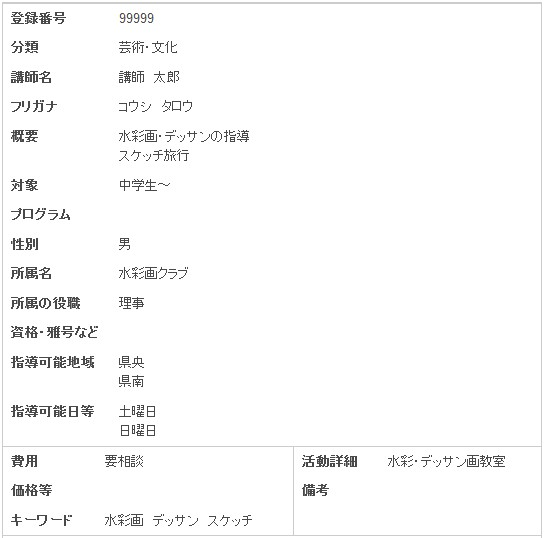 登録番号 99999
分類 芸術・文化
講師名 講師 太郎
フリガナ コウシ タロウ
概要 水彩画・デッサンの指導
スケッチ旅行
対象 中学生～
プログラム
性別 男
所属名 水彩画クラブ
所属の役職 理事
資格・雅号など
指導可能地域 県央
県南
指導可能日等 土曜日
日曜日
費用 要相談 活動詳細 水彩・デッサン画教室
価格等 備考
キーワード 水彩画 デッサン スケッチ